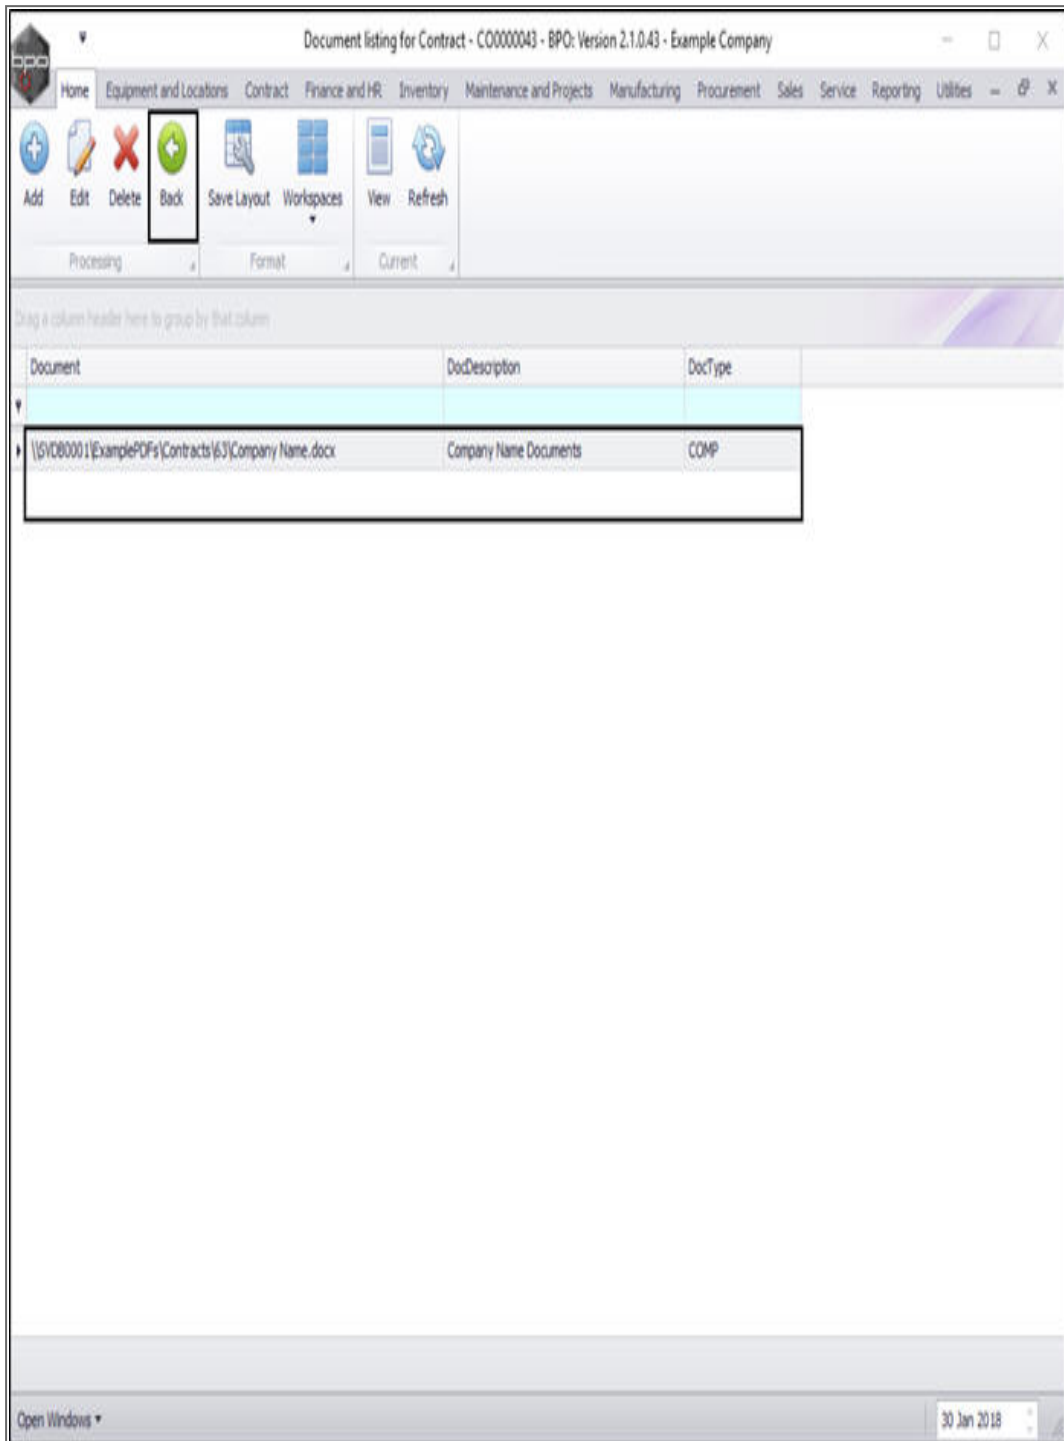 Document listing for Contract - CO0000043 - BPO: Version 2.1.0.43 - Example Company
bpo
Home Equipment and Locations Contract Finance and HR Inventory Maintenance and Projects Manufacturing Procurement Sales Service Reporting Utilities
Add Edit Delete Back Save Layout Workspaces View Refresh
Processing Format Current
Drag a column header here to group by that column
Document DocDescription DocType
\\SVDB0001\ExamplePDFs\Contracts\63\Company Name.docx Company Name Documents COMP
Open Windows 30 Jan 2018